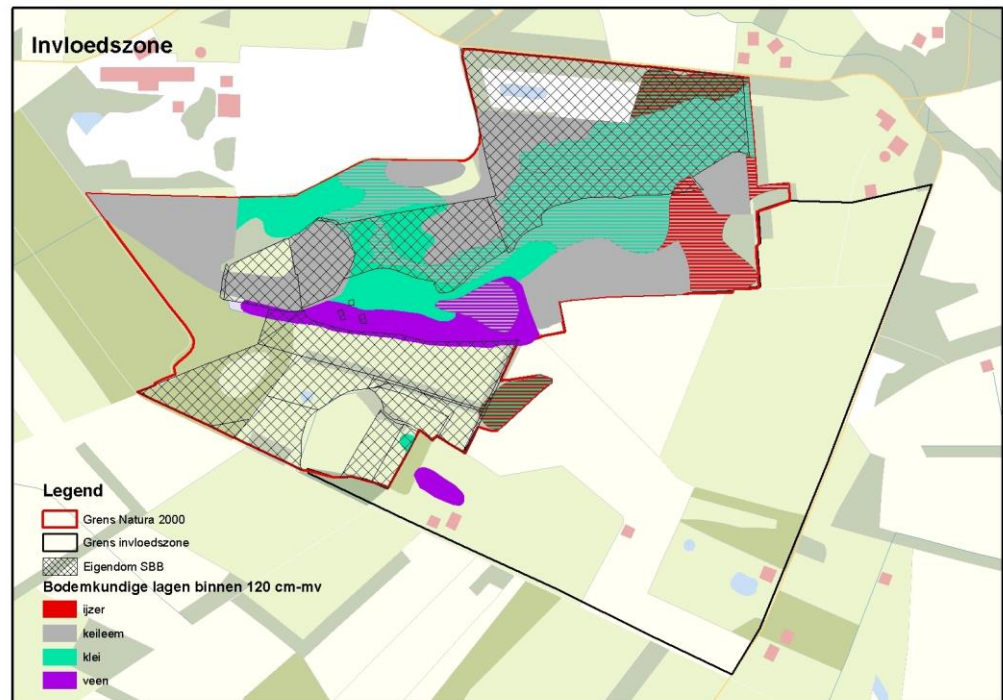 Invloedszone
Legend
Grens Natura 2000
Grens invloedszone
Eigendom SBB
Bodemkundige lagen binnen 120 cm-mv
ijzer
keileem
klei
veen